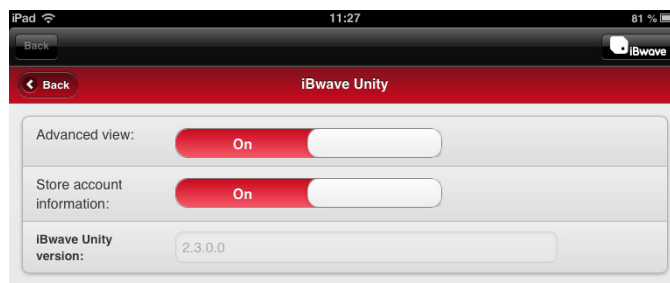 iPad 11:27 81 %
Back iBwave
Back iBwave Unity
Advanced view: On
Store account
information: On
iBwave Unity
version: 2.3.0.0